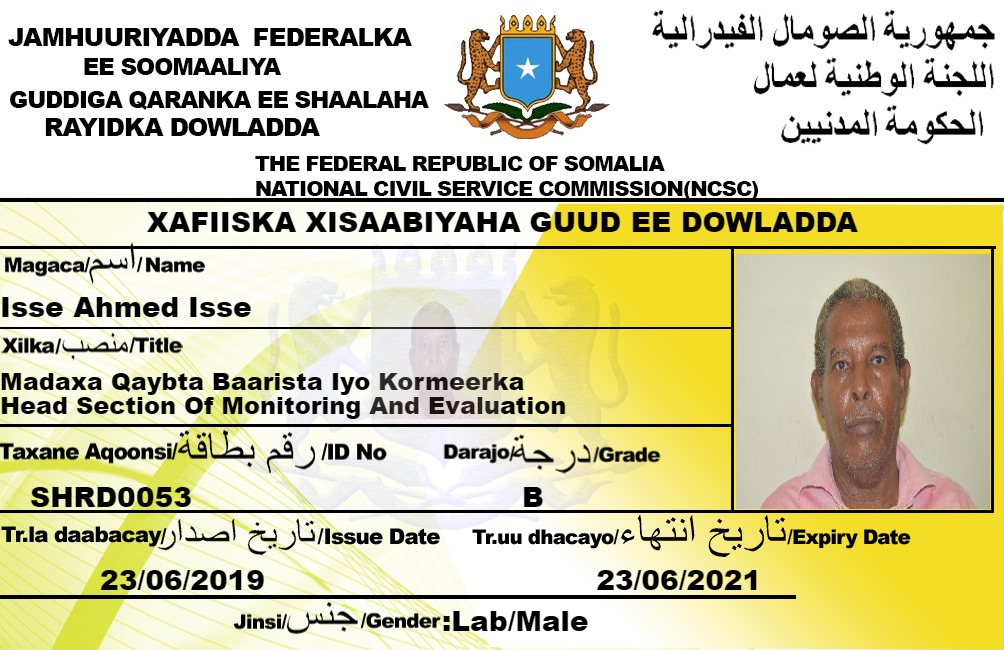 JAMHUURIYADDA FEDERALKA
EE SOOMAALIYA
GUDDIGA QARANKA EE SHAALAHA
RAYIDKA DOWLADDA
جمهورية الصومال الفيدرالية
اللجنة الوطنية لعمال
الحكومة المدنيين
THE FEDERAL REPUBLIC OF SOMALIA
NATIONAL CIVIL SERVICE COMMISSION(NCSC)
XAFIISKA XISAABIYAHA GUUD EE DOWLADDA
Magaca/اسم/Name
Isse Ahmed Isse
Xilka/منصب/Title
Madaxa Qaybta Baarista Iyo Kormeerka
Head Section Of Monitoring And Evaluation
Taxane Aqoonsi/رقم بطاقة/ID No
Darajo/درجة/Grade
SHRD0053
B
Tr.la daabacay/تاريخ اصدار/Issue Date
Tr.uu dhacayo/تاريخ انتهاء/Expiry Date
23/06/2019
23/06/2021
Jinsi/جنس/Gender:Lab/Male